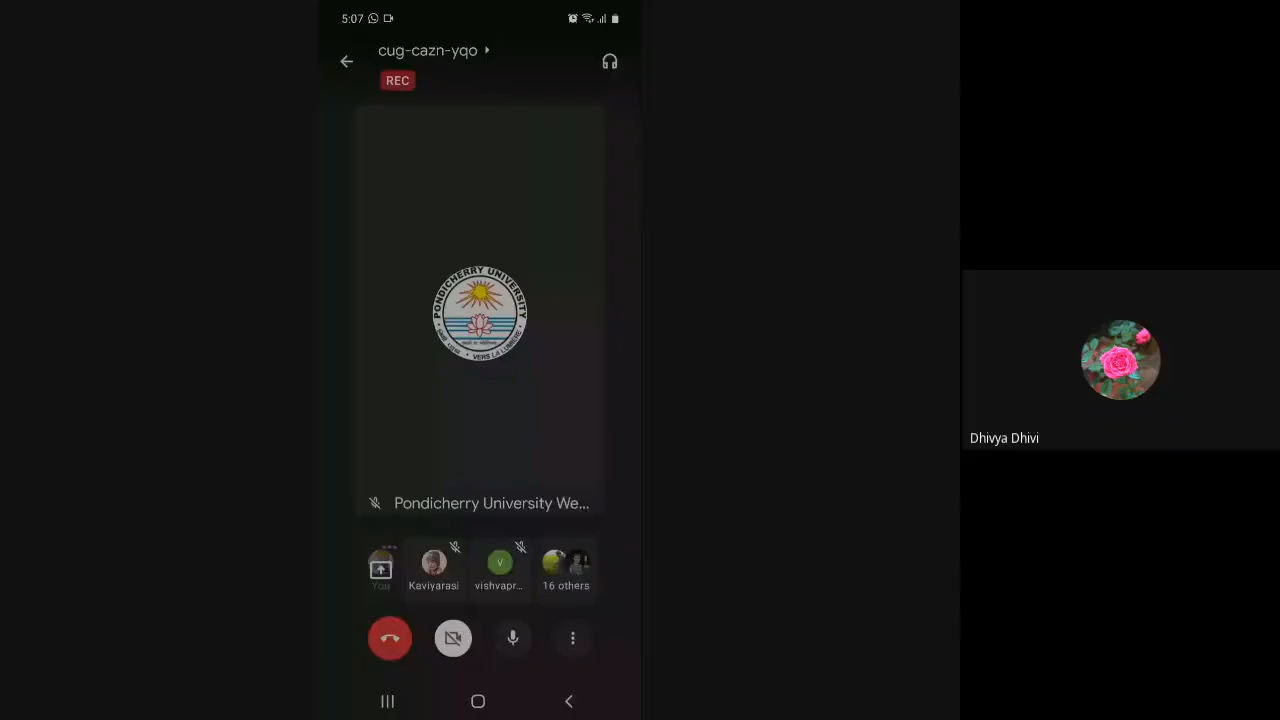 5:07
cug-cazn-yqo
REC
PONDICHERRY UNIVERSITY
VERS LA LUMIERE
Pondicherry University We...
You
Kaviyarasi
V
vishvapr...
16 others
Dhivya Dhivi